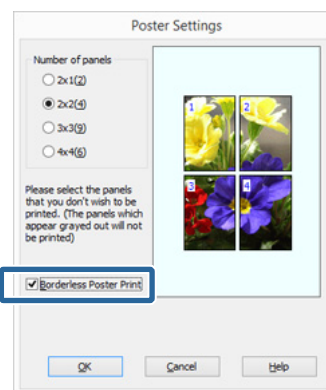 Poster Settings
Number of panels
2x1(2)
2x2(4)
3x3(9)
4x4(6)
1
2
3
4
Please select the panels
that you don't wish to be
printed. (The panels which
appear grayed out will not
be printed)
Borderless Poster Print
OK
Cancel
Help